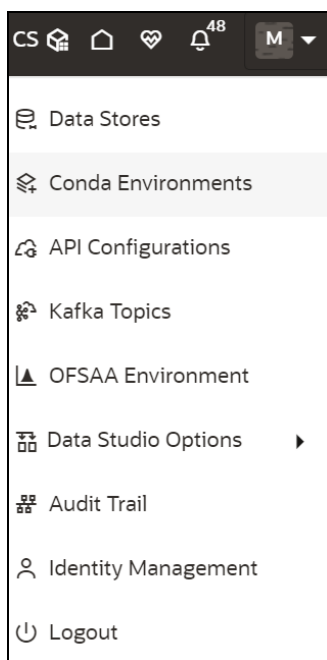 CS 48 M
Data Stores
Conda Environments
API Configurations
Kafka Topics
OFSAA Environment
Data Studio Options
Audit Trail
Identity Management
Logout